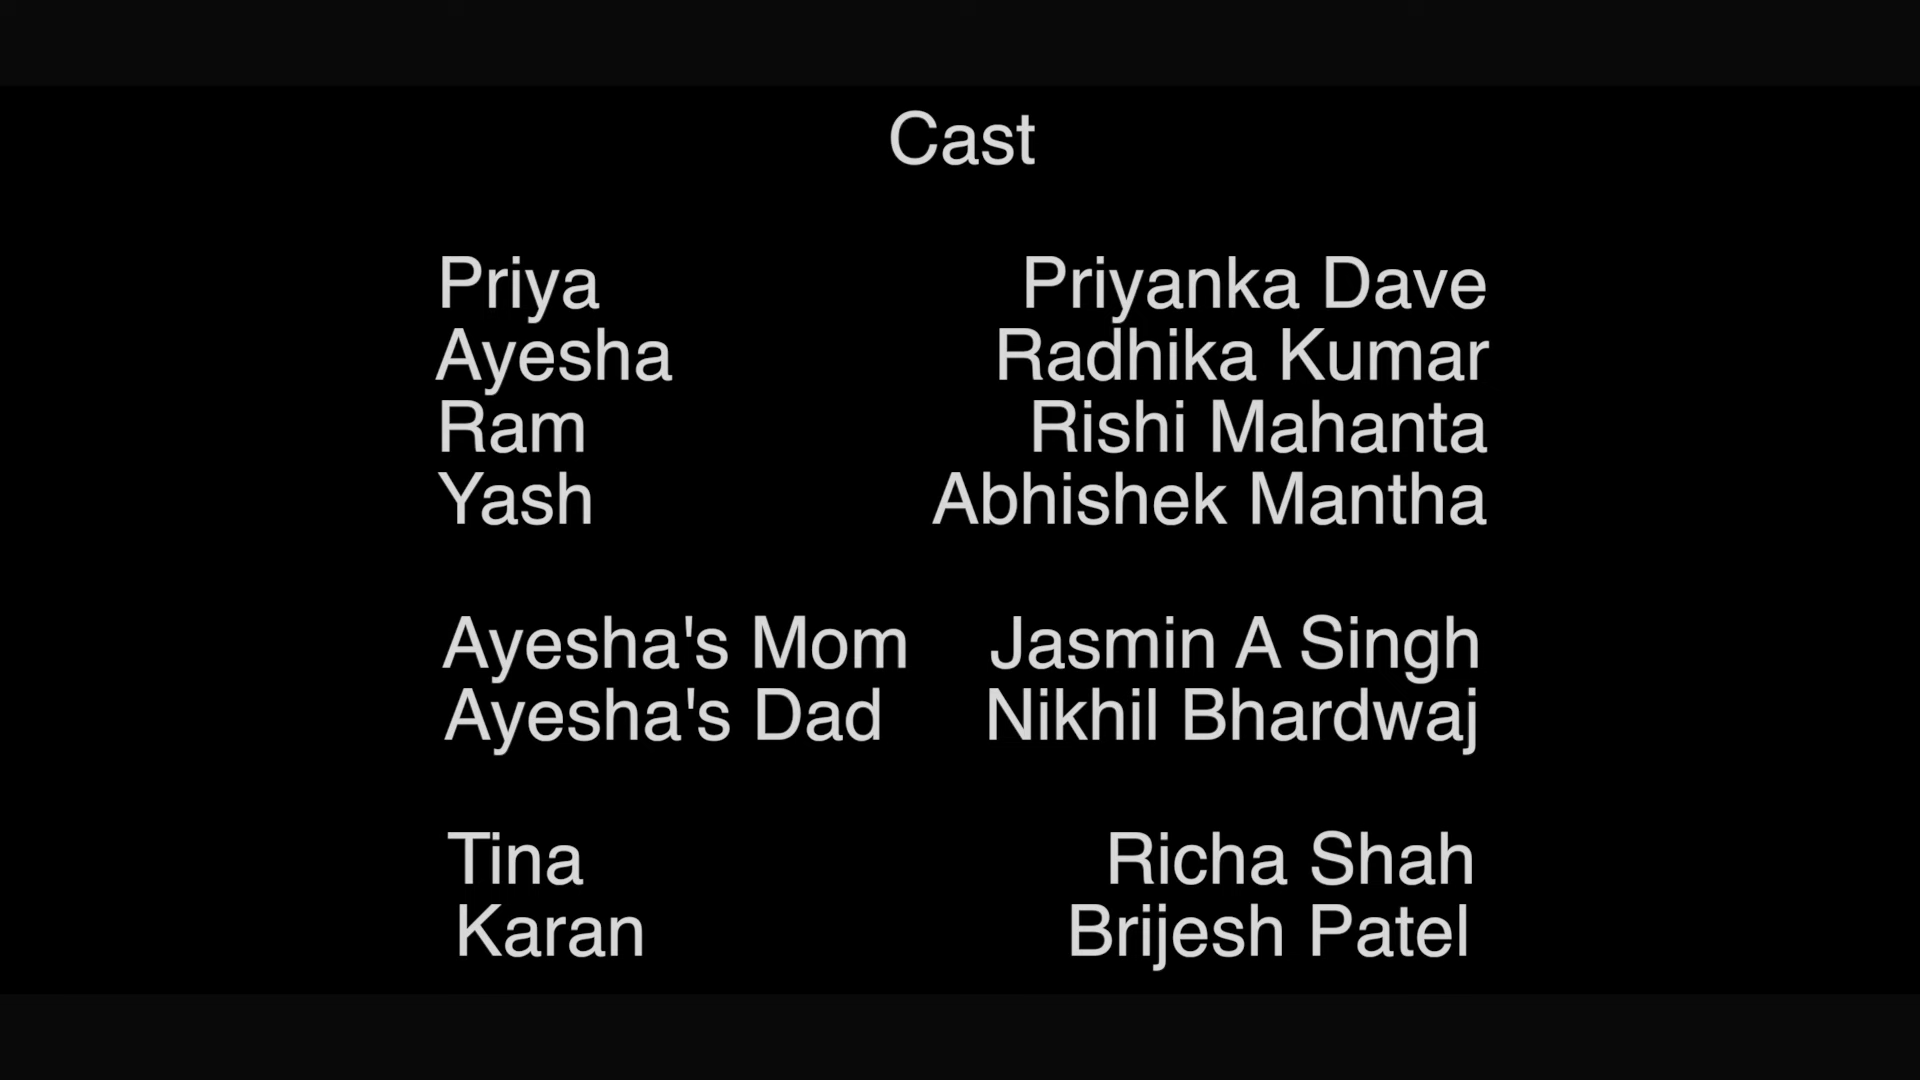 Cast
Priya Priyanka Dave
Ayesha Radhika Kumar
Ram Rishi Mahanta
Yash Abhishek Mantha
Ayesha's Mom Jasmin A Singh
Ayesha's Dad Nikhil Bhardwaj
Tina Richa Shah
Karan Brijesh Patel